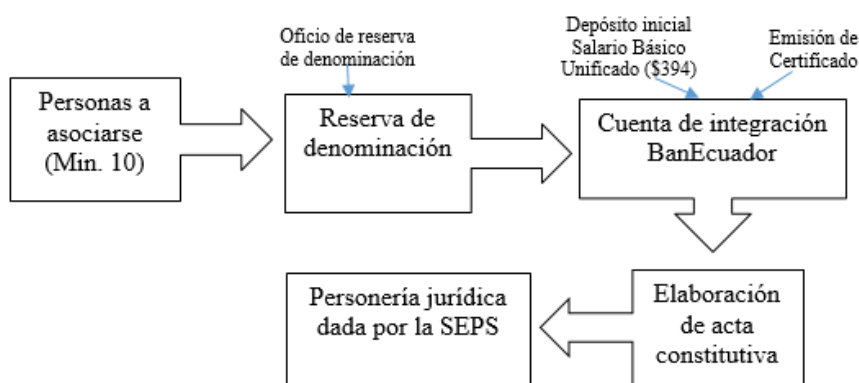 Oficio de reserva
de denominación
Depósito inicial
Salario Básico
Unificado ($394)
Emisión de
Certificado
Personas a
asociarse
(Min. 10)
Reserva de
denominación
Cuenta de integración
BanEcuador
Personería jurídica
dada por la SEPS
Elaboración
de acta
constitutiva